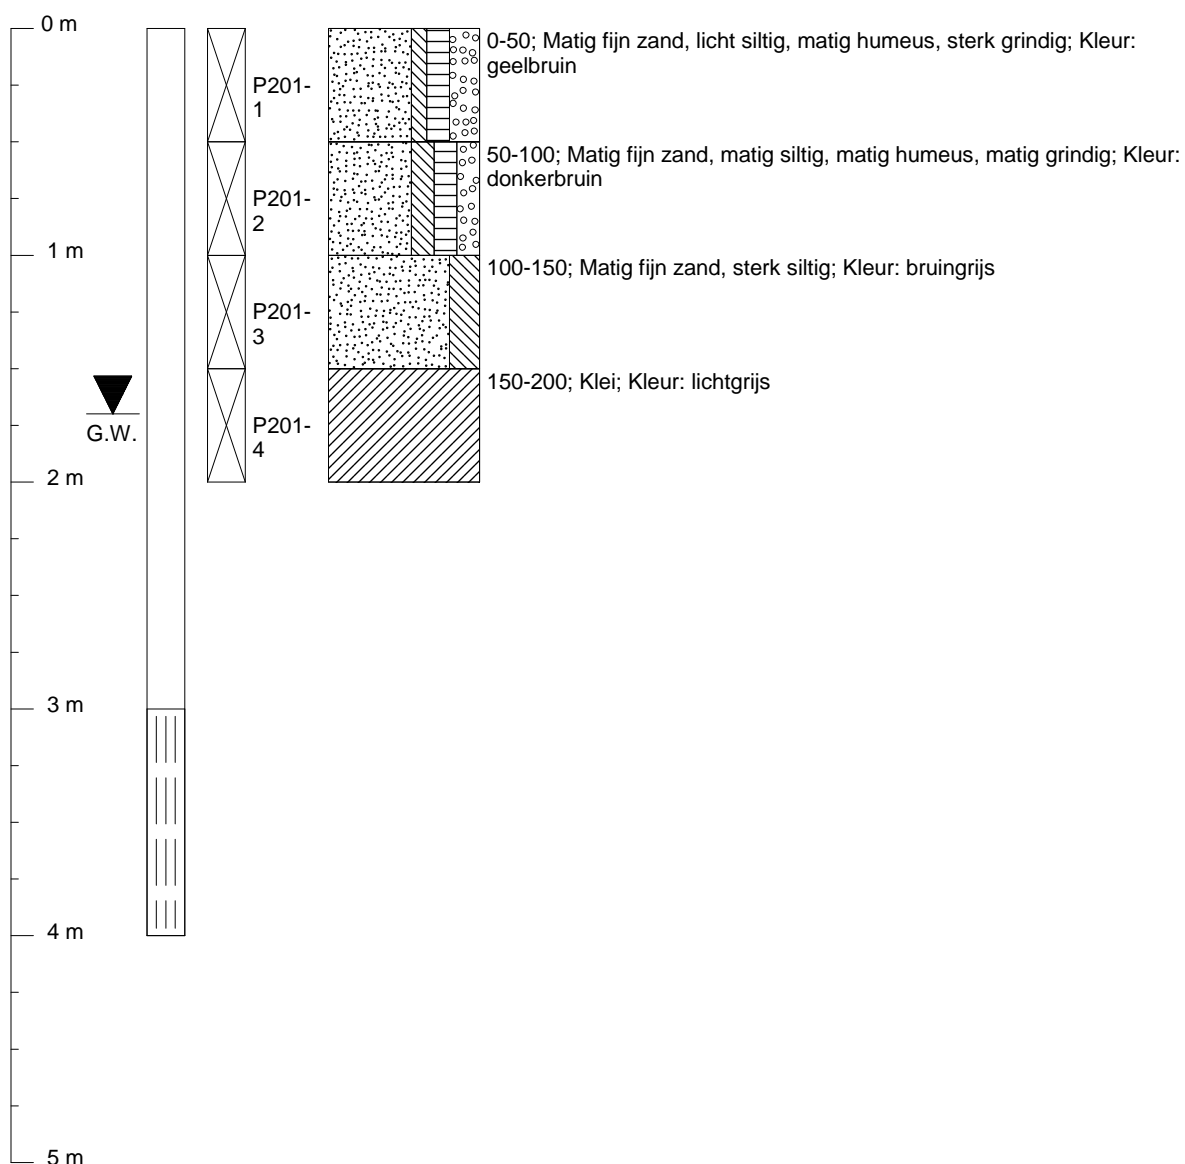 0 m
0-50; Matig fijn zand, licht siltig, matig humeus, sterk grindig; Kleur:
geelbruin
P201-
1
50-100; Matig fijn zand, matig siltig, matig humeus, matig grindig; Kleur:
donkerbruin
P201-
2
1 m
100-150; Matig fijn zand, sterk siltig; Kleur: bruingrijs
P201-
3
150-200; Klei; Kleur: lichtgrijs
G.W.
P201-
4
2 m
3 m
4 m
5 m